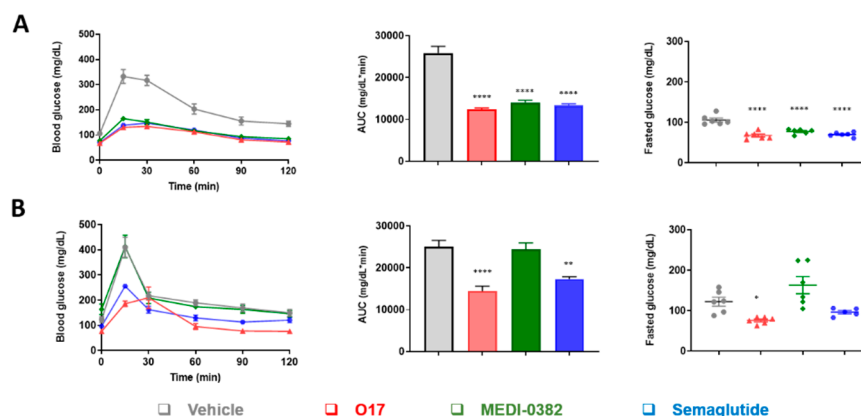 A
Blood glucose (mg/dL)
500
400
300
200
100
0
0 30 60 90 120
Time (min)
AUC (mg/dL*min)
30000
20000
10000
0
**** **** ****
Fasted glucose (mg/dL)
200
100
0
**** **** ****
B
Blood glucose (mg/dL)
500
400
300
200
100
0
0 30 60 90 120
Time (min)
AUC (mg/dL*min)
30000
20000
10000
0
**** **
Fasted glucose (mg/dL)
300
200
100
0
*
Vehicle O17 MEDI-0382 Semaglutide